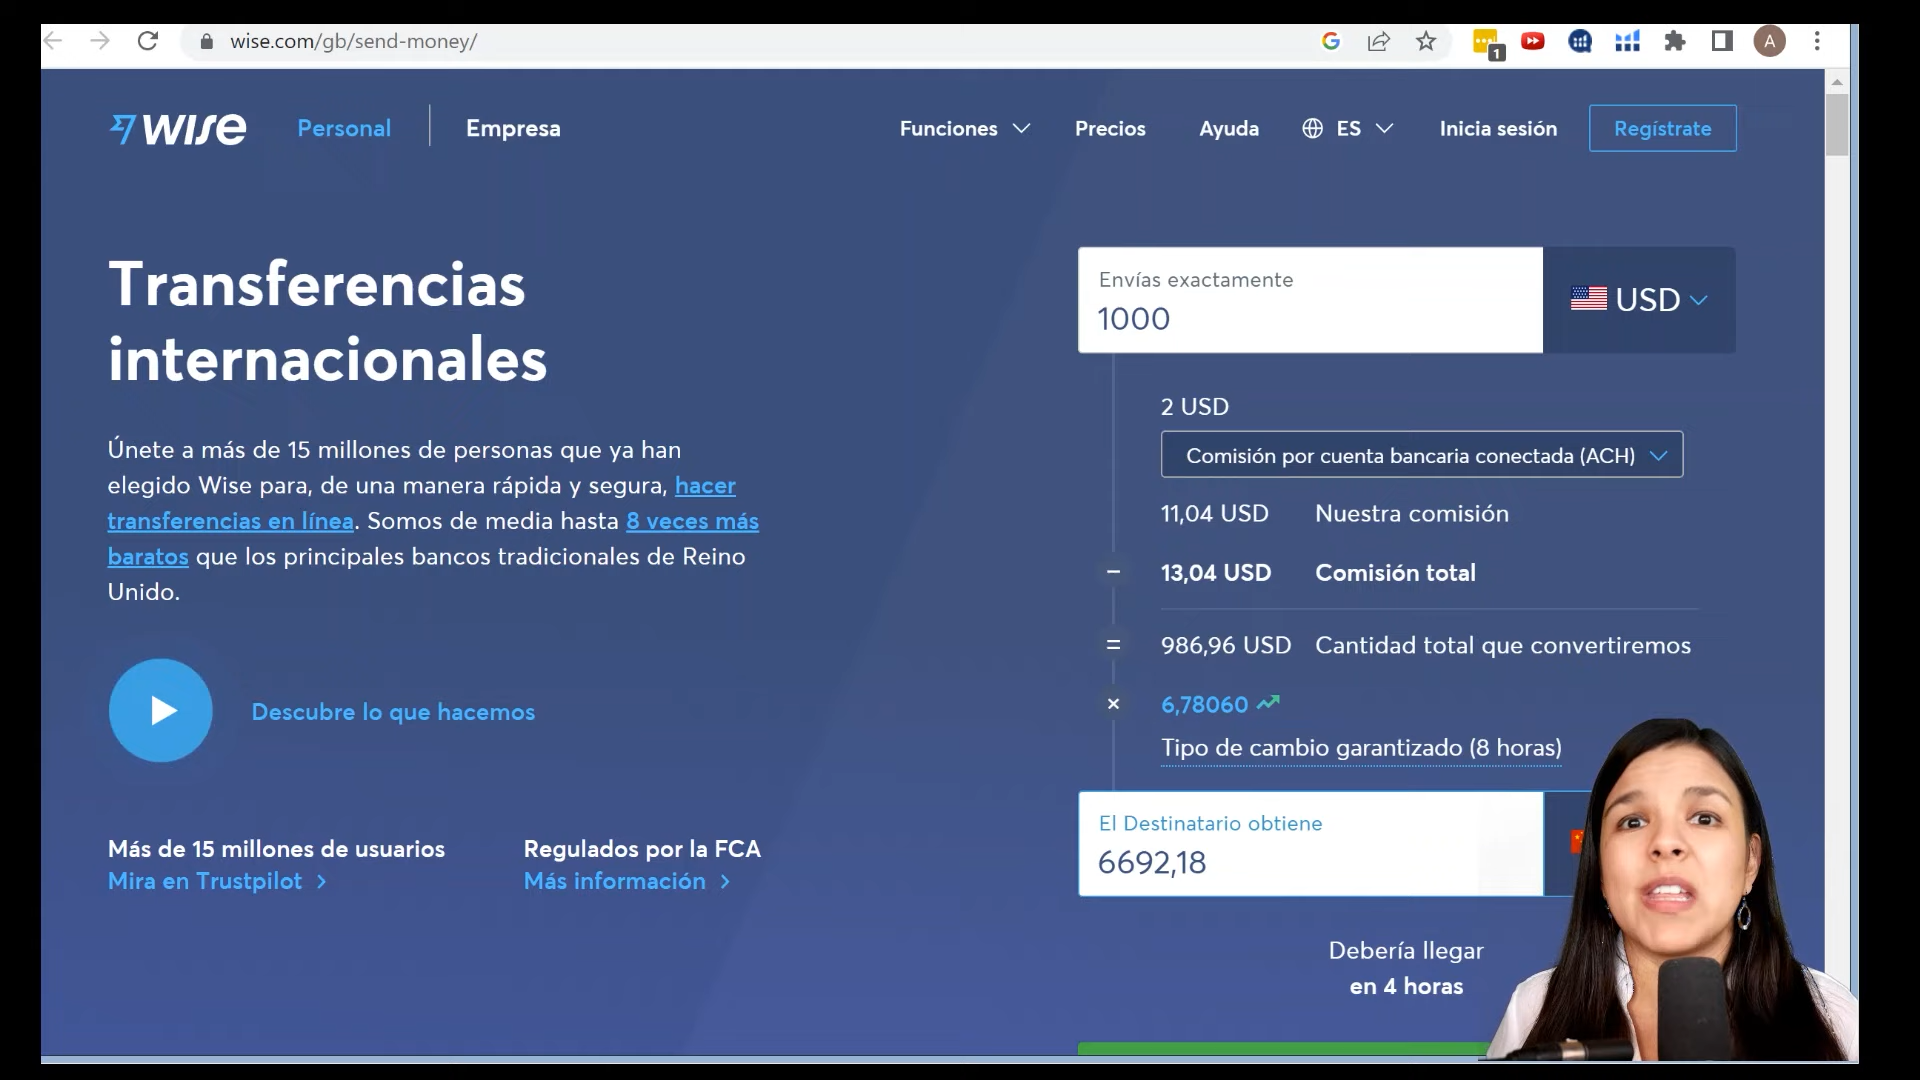 wise.com/gb/send-money/
1
A
WISE
Personal
Empresa
Funciones
Precios
Ayuda
ES
Inicia sesión
Regístrate
Transferencias
internacionales
Únete a más de 15 millones de personas que ya han
elegido Wise para, de una manera rápida y segura, hacer
transferencias en línea. Somos de media hasta 8 veces más
baratos que los principales bancos tradicionales de Reino
Unido.
Descubre lo que hacemos
Más de 15 millones de usuarios
Mira en Trustpilot
Regulados por la FCA
Más información
Envías exactamente
1000
USD
2 USD
Comisión por cuenta bancaria conectada (ACH)
11,04 USD Nuestra comisión
– 13,04 USD Comisión total
= 986,96 USD Cantidad total que convertiremos
× 6,78060
Tipo de cambio garantizado (8 horas)
El Destinatario obtiene
6692,18
Debería llegar
en 4 horas